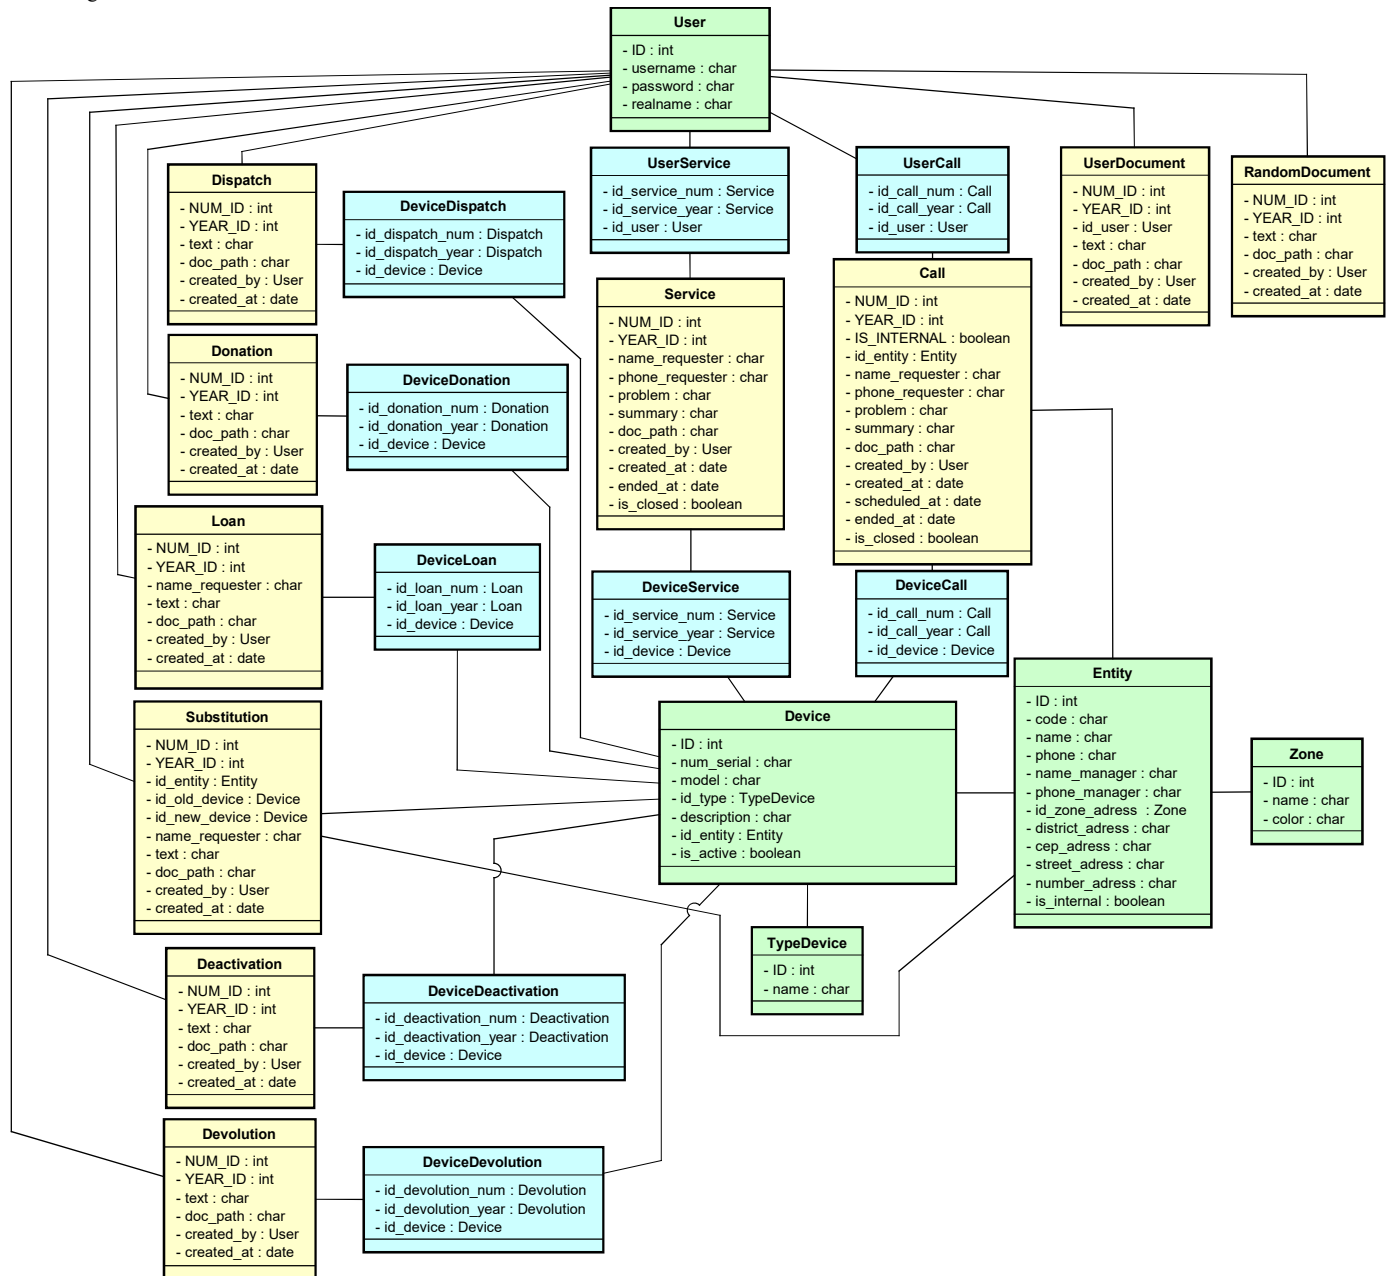 User
- ID : int
- username : char
- password : char
- realname : char
UserService
- id_service_num : Service
- id_service_year : Service
- id_user : User
UserCall
- id_call_num : Call
- id_call_year : Call
- id_user : User
UserDocument
- NUM_ID : int
- YEAR_ID : int
- id_user : User
- text : char
- doc_path : char
- created_by : User
- created_at : date
RandomDocument
- NUM_ID : int
- YEAR_ID : int
- text : char
- doc_path : char
- created_by : User
- created_at : date
Dispatch
- NUM_ID : int
- YEAR_ID : int
- text : char
- doc_path : char
- created_by : User
- created_at : date
DeviceDispatch
- id_dispatch_num : Dispatch
- id_dispatch_year : Dispatch
- id_device : Device
Service
- NUM_ID : int
- YEAR_ID : int
- name_requester : char
- phone_requester : char
- problem : char
- summary : char
- doc_path : char
- created_by : User
- created_at : date
- ended_at : date
- is_closed : boolean
Call
- NUM_ID : int
- YEAR_ID : int
- IS_INTERNAL : boolean
- id_entity : Entity
- name_requester : char
- phone_requester : char
- problem : char
- summary : char
- doc_path : char
- created_by : User
- created_at : date
- scheduled_at : date
- ended_at : date
- is_closed : boolean
Donation
- NUM_ID : int
- YEAR_ID : int
- text : char
- doc_path : char
- created_by : User
- created_at : date
DeviceDonation
- id_donation_num : Donation
- id_donation_year : Donation
- id_device : Device
Loan
- NUM_ID : int
- YEAR_ID : int
- name_requester : char
- text : char
- doc_path : char
- created_by : User
- created_at : date
DeviceLoan
- id_loan_num : Loan
- id_loan_year : Loan
- id_device : Device
DeviceService
- id_service_num : Service
- id_service_year : Service
- id_device : Device
DeviceCall
- id_call_num : Call
- id_call_year : Call
- id_device : Device
Entity
- ID : int
- code : char
- name : char
- phone : char
- name_manager : char
- phone_manager : char
- id_zone_adress : Zone
- district_adress : char
- cep_adress : char
- street_adress : char
- number_adress : char
- is_internal : boolean
Zone
- ID : int
- name : char
- color : char
Substitution
- NUM_ID : int
- YEAR_ID : int
- id_entity : Entity
- id_old_device : Device
- id_new_device : Device
- name_requester : char
- text : char
- doc_path : char
- created_by : User
- created_at : date
Device
- ID : int
- num_serial : char
- model : char
- id_type : TypeDevice
- description : char
- id_entity : Entity
- is_active : boolean
TypeDevice
- ID : int
- name : char
Deactivation
- NUM_ID : int
- YEAR_ID : int
- text : char
- doc_path : char
- created_by : User
- created_at : date
DeviceDeactivation
- id_deactivation_num : Deactivation
- id_deactivation_year : Deactivation
- id_device : Device
Devolution
- NUM_ID : int
- YEAR_ID : int
- text : char
- doc_path : char
- created_by : User
- created_at : date
DeviceDevolution
- id_devolution_num : Devolution
- id_devolution_year : Devolution
- id_device : Device